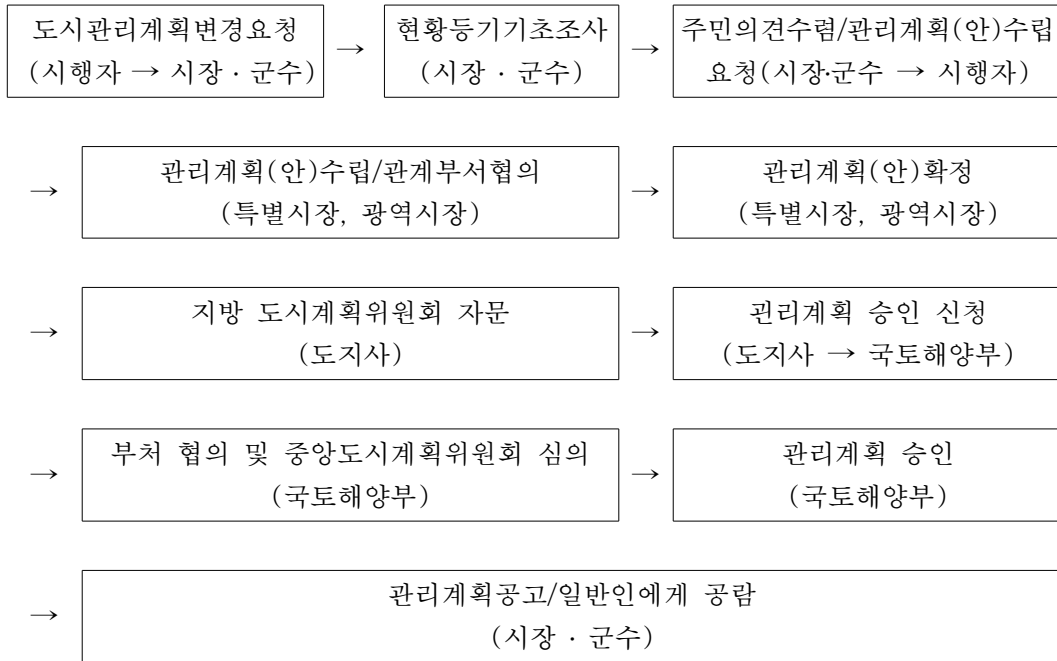 도시관리계획변경요청 → 현황등기기초조사 → 주민의견수렴/관리계획(안)수립
(시행자 → 시장 · 군수) (시장 · 군수) 요청(시장·군수 → 시행자)
→ 관리계획(안)수립/관계부서협의 → 관리계획(안)확정
(특별시장, 광역시장) (특별시장, 광역시장)
→ 지방 도시계획위원회 자문 → 괸리계획 승인 신청
(도지사) (도지사 → 국토해양부)
→ 부처 협의 및 중앙도시계획위원회 심의 → 관리계획 승인
(국토해양부) (국토해양부)
→ 관리계획공고/일반인에게 공람
(시장 · 군수)